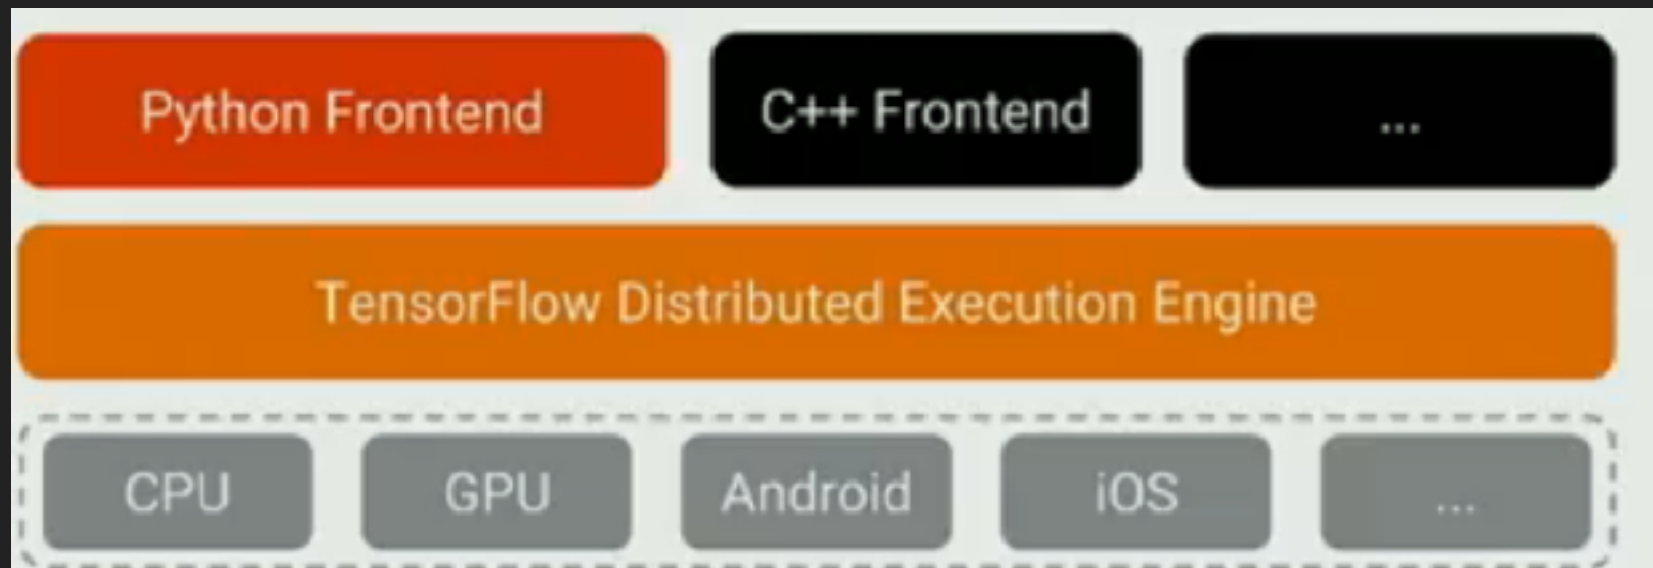 Python Frontend
C++ Frontend
...
TensorFlow Distributed Execution Engine
CPU
GPU
Android
iOS
...